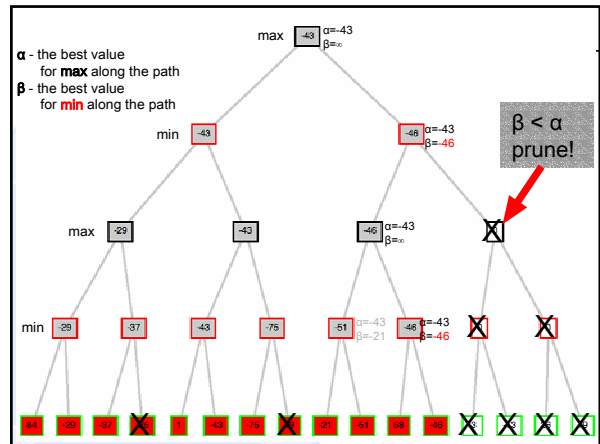 max -43 α=-43
β=∞
α - the best value
for max along the path
β - the best value
for min along the path
min -43 -46 α=-43
β=-46
β < α
prune!
max -29 -43 -46 α=-43
β=∞
min -29 -37 -43 -75 -51 α=-43
β=-21
-46 α=-43
β=-46
-84 -29 -37 1 -43 -75 -21 -51 -58 -46